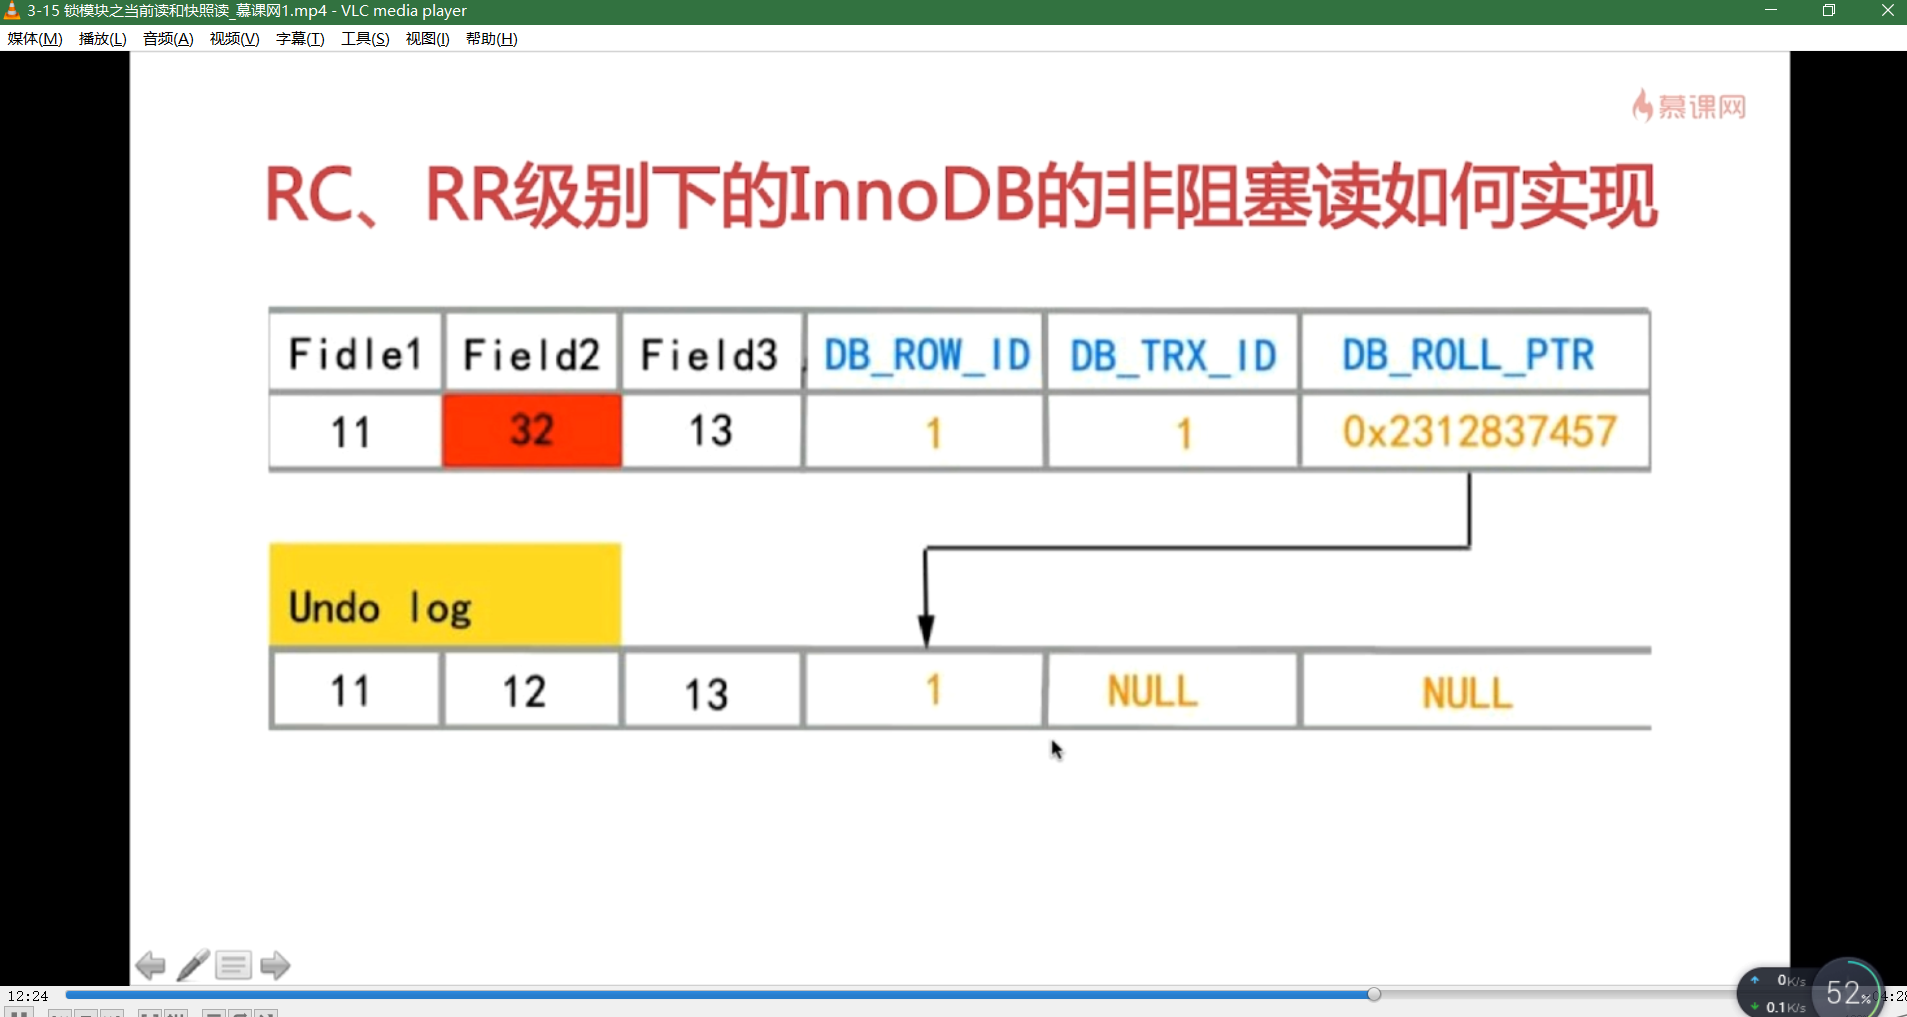 3-15 锁模块之当前读和快照读_慕课网1.mp4 - VLC media player
媒体(M) 播放(L) 音频(A) 视频(V) 字幕(T) 工具(S) 视图(I) 帮助(H)
慕课网
RC、RR级别下的InnoDB的非阻塞读如何实现
Fidle1 Field2 Field3 DB_ROW_ID DB_TRX_ID DB_ROLL_PTR
11 32 13 1 1 0x2312837457
Undo log
11 12 13 1 NULL NULL
12:24
0K/s
0.1K/s
52%